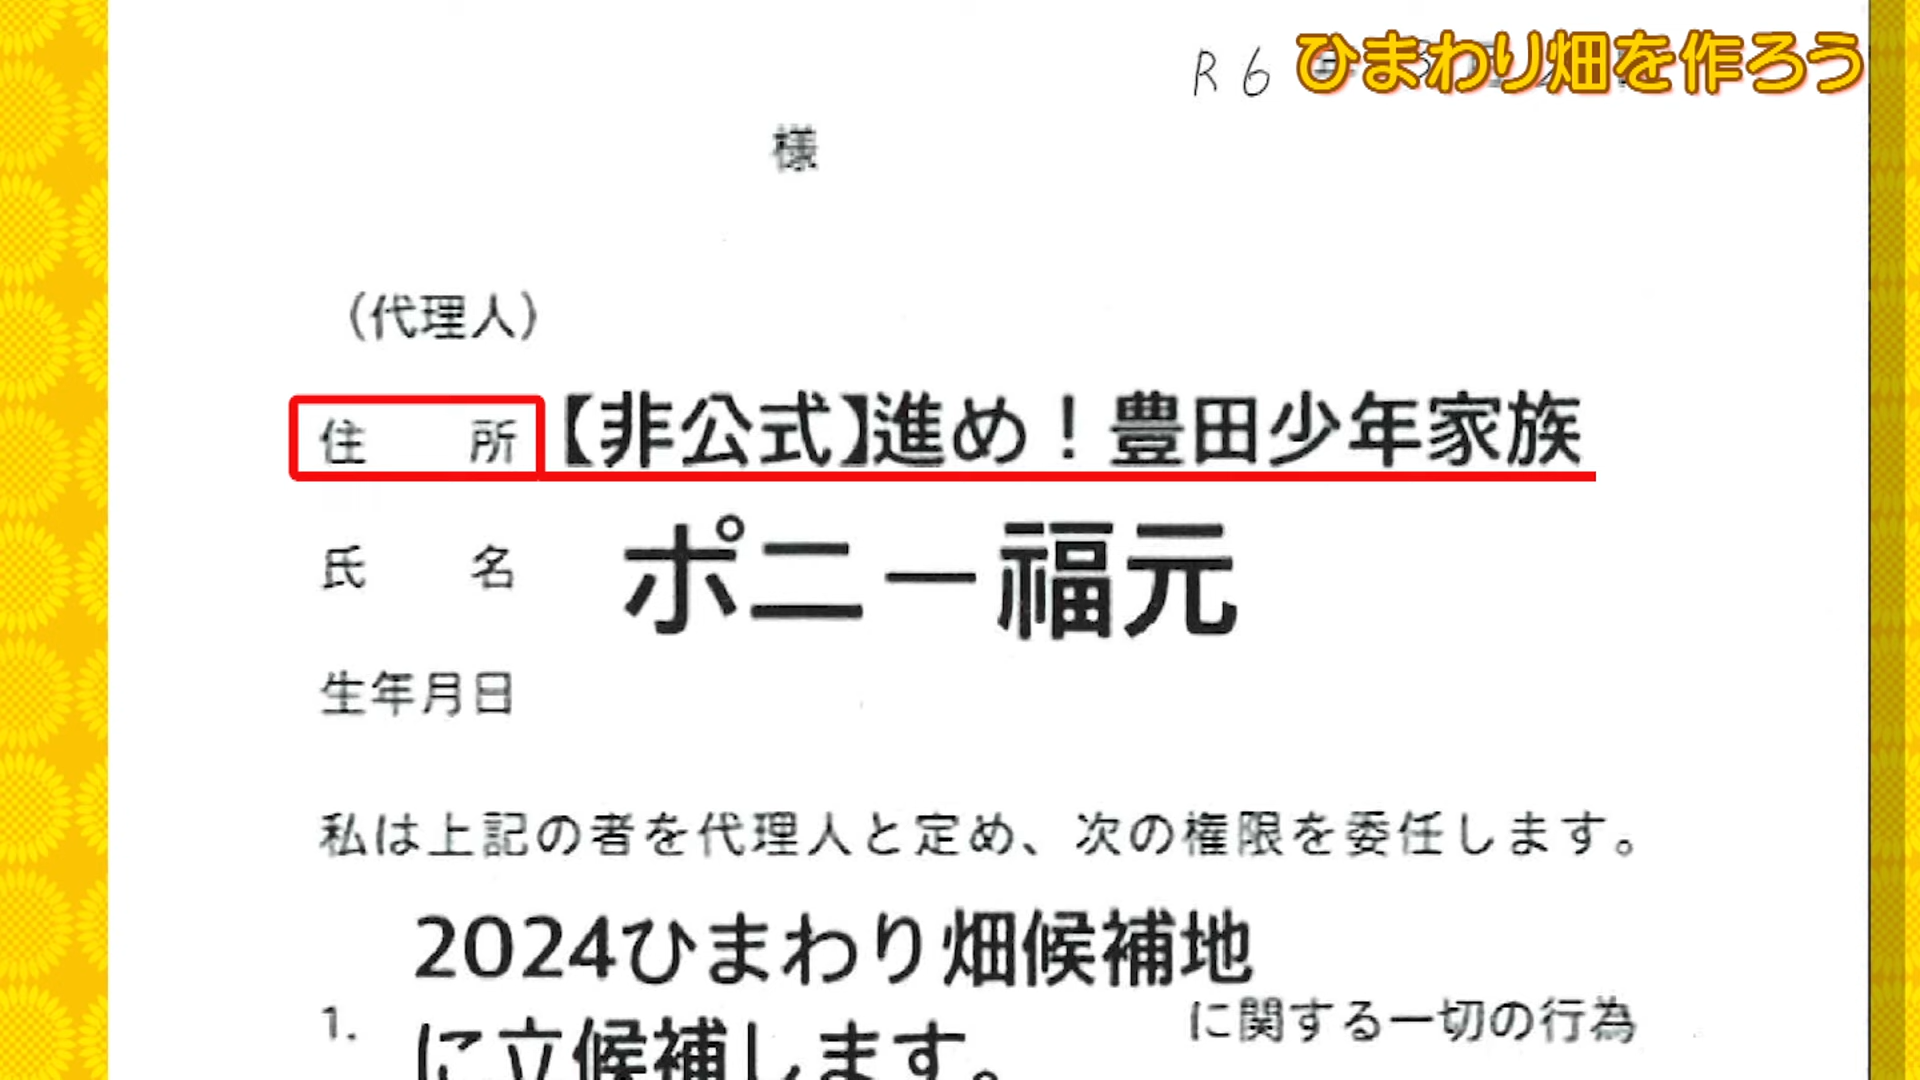 R6
ひまわり畑を作ろう
様
（代理人）
住　所 【非公式】進め！豊田少年家族
氏　名 ポニー福元
生年月日
私は上記の者を代理人と定め、次の権限を委任します。
2024ひまわり畑候補地
1. に立候補します。 に関する一切の行為